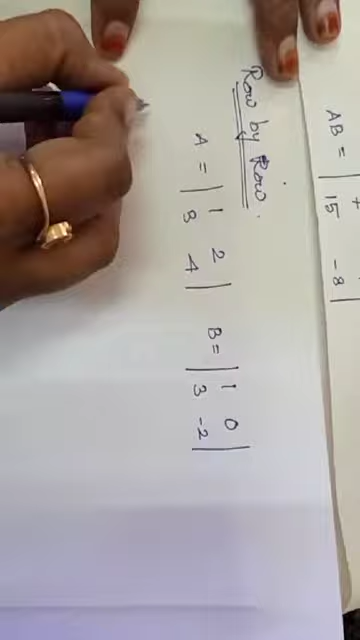 AB =
15 -8
Row by Row.
A = | 1 2 | B = | 1 0 |
3 4 3 -2